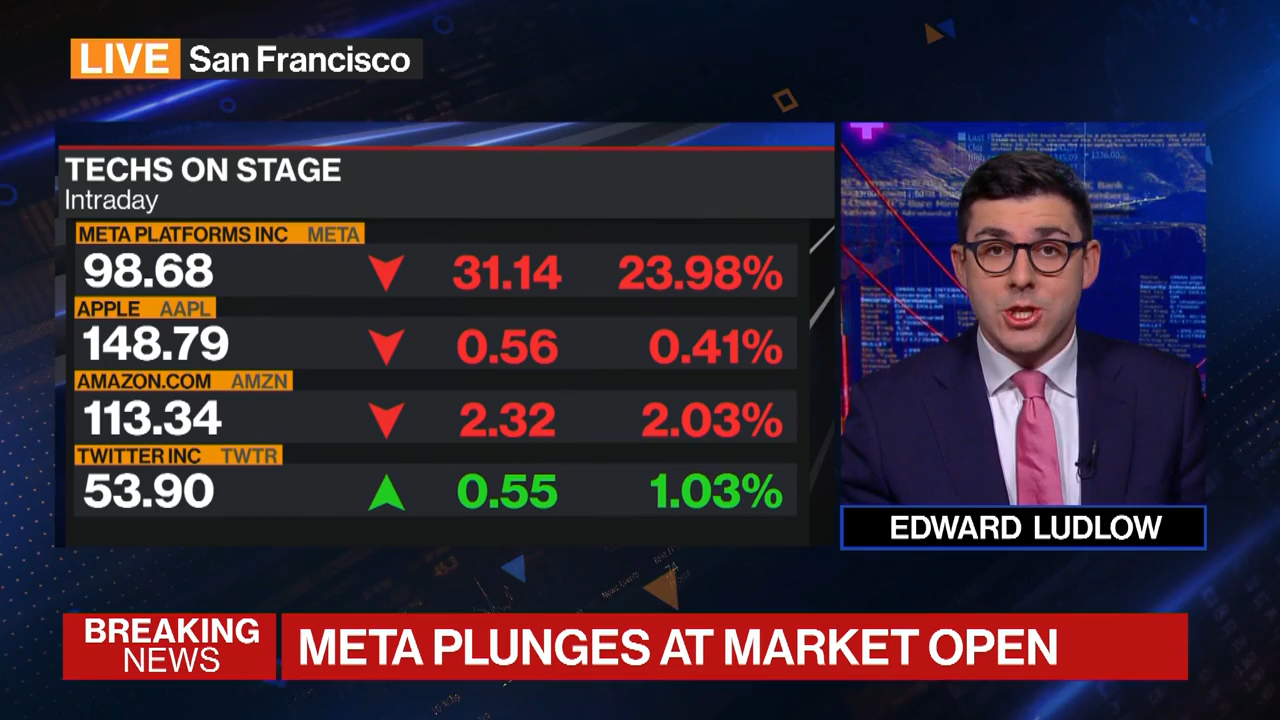 LIVE San Francisco
TECHS ON STAGE
Intraday
META PLATFORMS INC META
98.68 31.14 23.98%
APPLE AAPL
148.79 0.56 0.41%
AMAZON.COM AMZN
113.34 2.32 2.03%
TWITTER INC TWTR
53.90 0.55 1.03%
EDWARD LUDLOW
BREAKING
NEWS
META PLUNGES AT MARKET OPEN